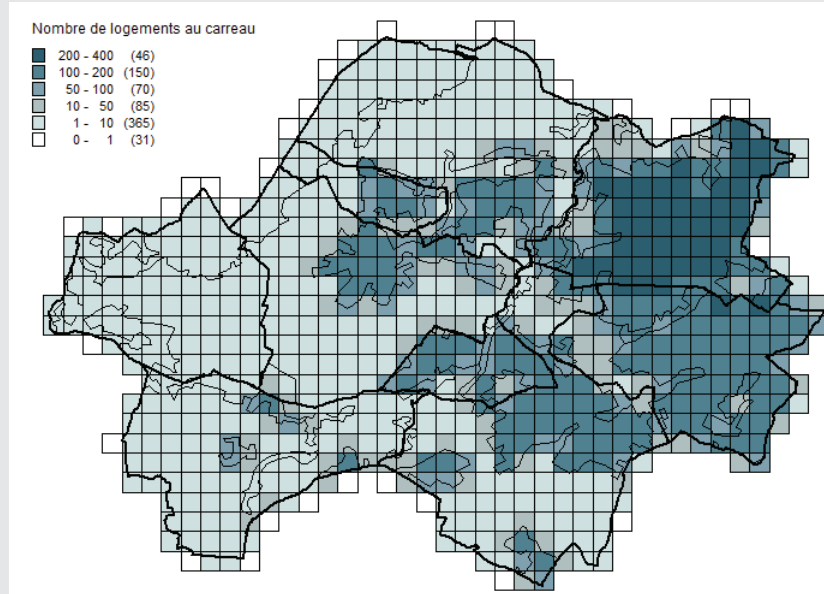 Nombre de logements au carreau
200 - 400 (46)
100 - 200 (150)
50 - 100 (70)
10 - 50 (85)
1 - 10 (365)
0 - 1 (31)